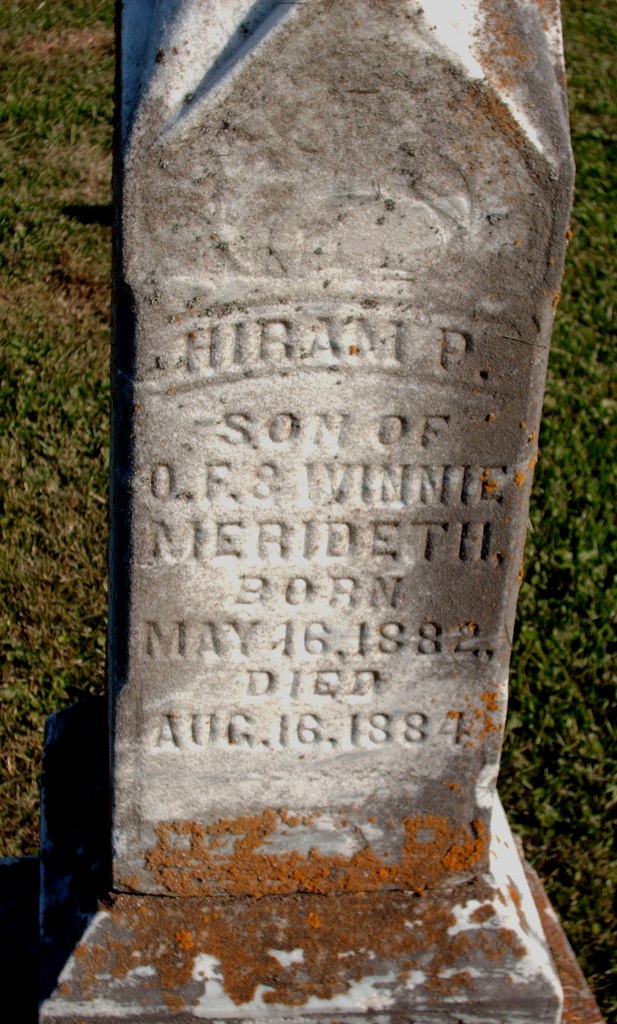 HIRAM P.
SON OF
O. F. & WINNIE
MERIDETH,
BORN
MAY 16, 1882,
DIED
AUG. 16, 1884